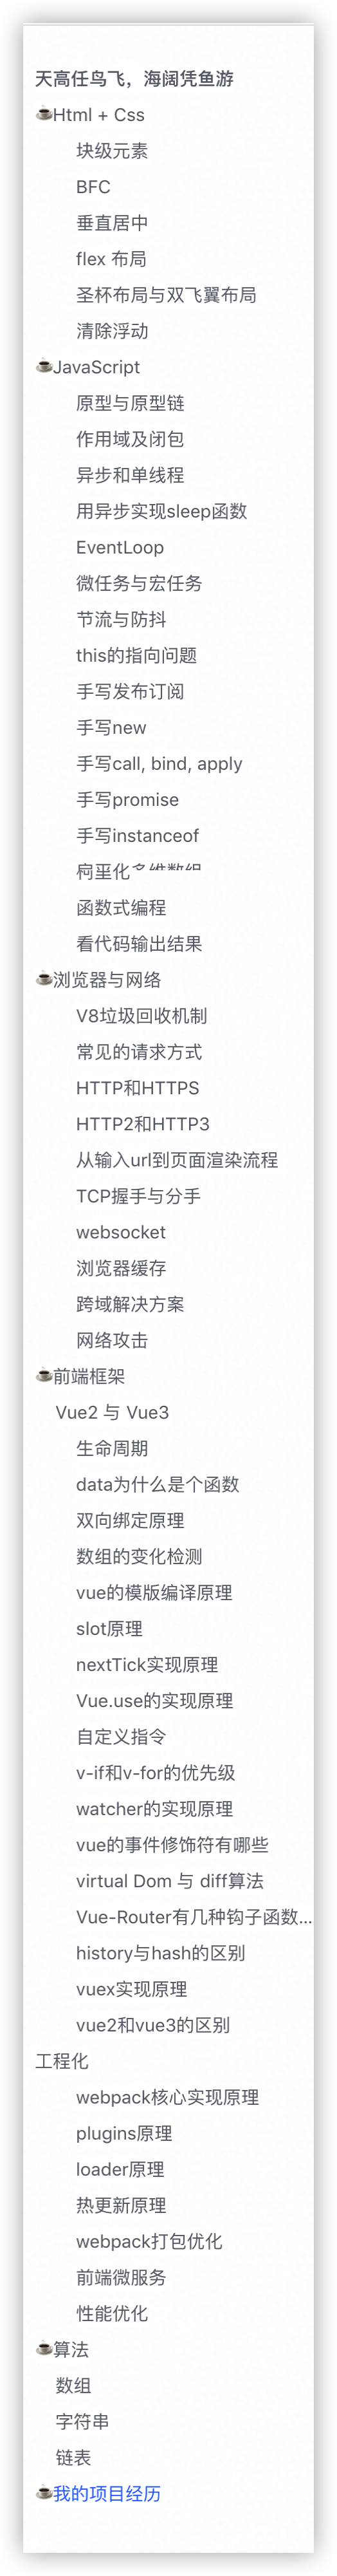 天高任鸟飞，海阔凭鱼游
Html + Css
块级元素
BFC
垂直居中
flex 布局
圣杯布局与双飞翼布局
清除浮动
JavaScript
原型与原型链
作用域及闭包
异步和单线程
用异步实现sleep函数
EventLoop
微任务与宏任务
节流与防抖
this的指向问题
手写发布订阅
手写new
手写call, bind, apply
手写promise
手写instanceof
扁平化多维数组
函数式编程
看代码输出结果
浏览器与网络
V8垃圾回收机制
常见的请求方式
HTTP和HTTPS
HTTP2和HTTP3
从输入url到页面渲染流程
TCP握手与分手
websocket
浏览器缓存
跨域解决方案
网络攻击
前端框架
Vue2 与 Vue3
生命周期
data为什么是个函数
双向绑定原理
数组的变化检测
vue的模版编译原理
slot原理
nextTick实现原理
Vue.use的实现原理
自定义指令
v-if和v-for的优先级
watcher的实现原理
vue的事件修饰符有哪些
virtual Dom 与 diff算法
Vue-Router有几种钩子函数...
history与hash的区别
vuex实现原理
vue2和vue3的区别
工程化
webpack核心实现原理
plugins原理
loader原理
热更新原理
webpack打包优化
前端微服务
性能优化
算法
数组
字符串
链表
我的项目经历